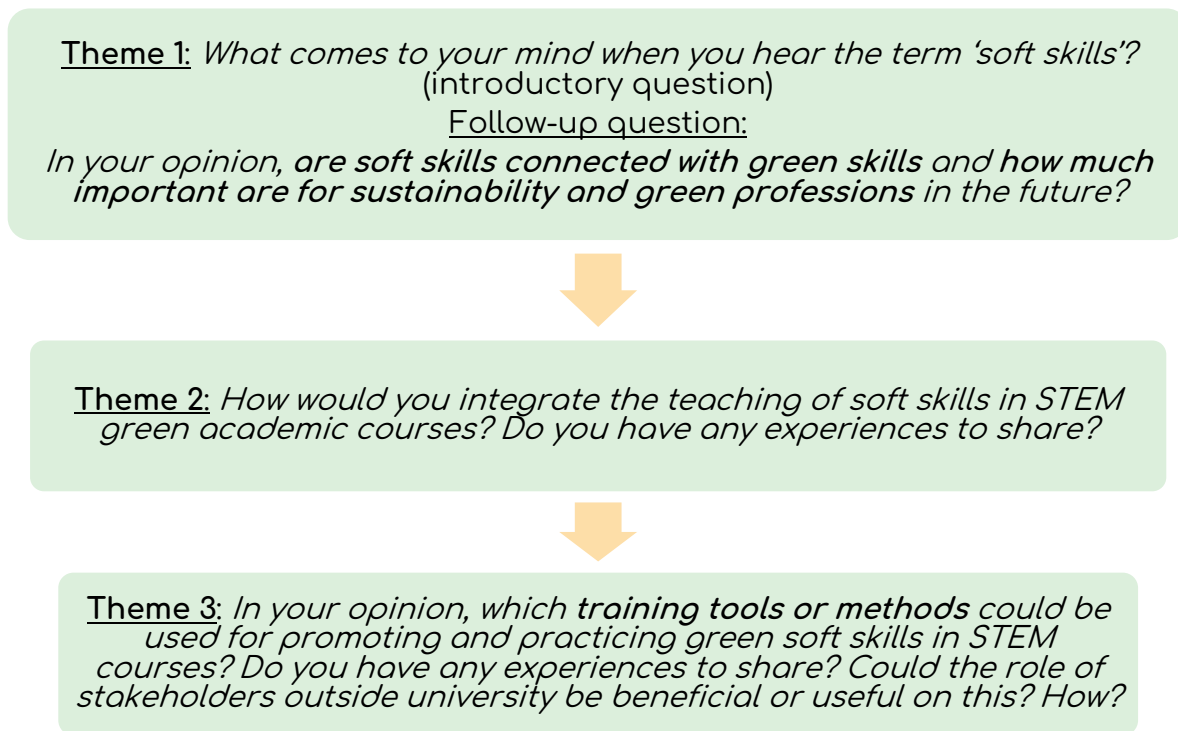 Theme 1: What comes to your mind when you hear the term ‘soft skills’?
(introductory question)
Follow-up question:
In your opinion, are soft skills connected with green skills and how much
important are for sustainability and green professions in the future?
Theme 2: How would you integrate the teaching of soft skills in STEM
green academic courses? Do you have any experiences to share?
Theme 3: In your opinion, which training tools or methods could be
used for promoting and practicing green soft skills in STEM
courses? Do you have any experiences to share? Could the role of
stakeholders outside university be beneficial or useful on this? How?